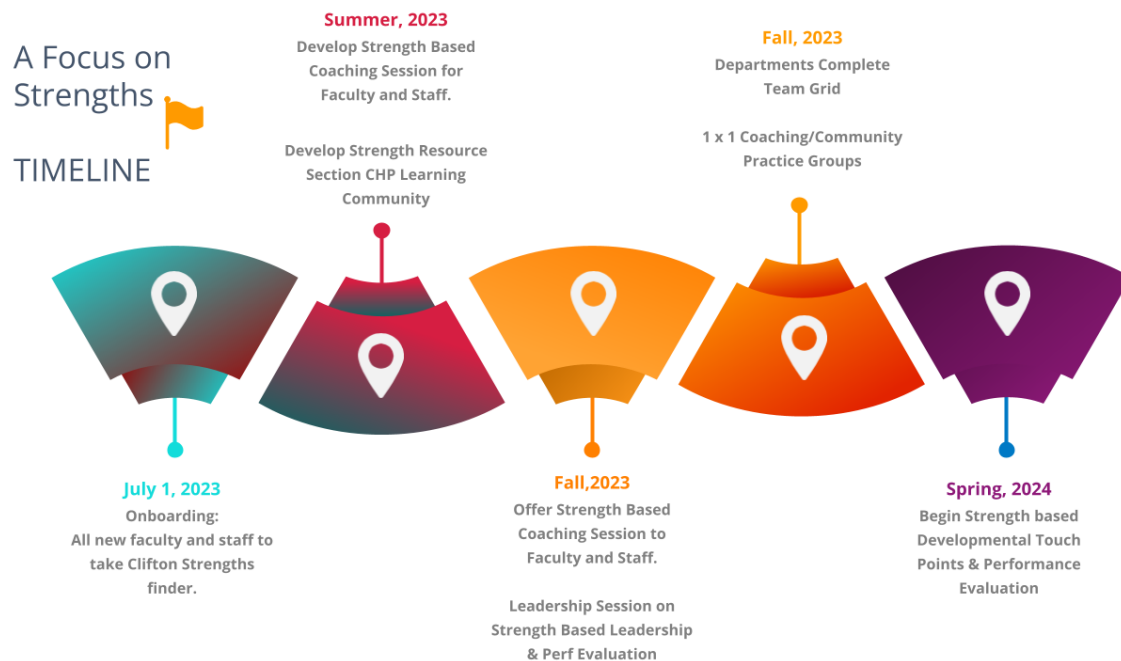 A Focus on
Strengths
TIMELINE
Summer, 2023
Develop Strength Based
Coaching Session for
Faculty and Staff.
Develop Strength Resource
Section CHP Learning
Community
Fall, 2023
Departments Complete
Team Grid
1 x 1 Coaching/Community
Practice Groups
July 1, 2023
Onboarding:
All new faculty and staff to
take Clifton Strengths
finder.
Fall,2023
Offer Strength Based
Coaching Session to
Faculty and Staff.
Leadership Session on
Strength Based Leadership
& Perf Evaluation
Spring, 2024
Begin Strength based
Developmental Touch
Points & Performance
Evaluation